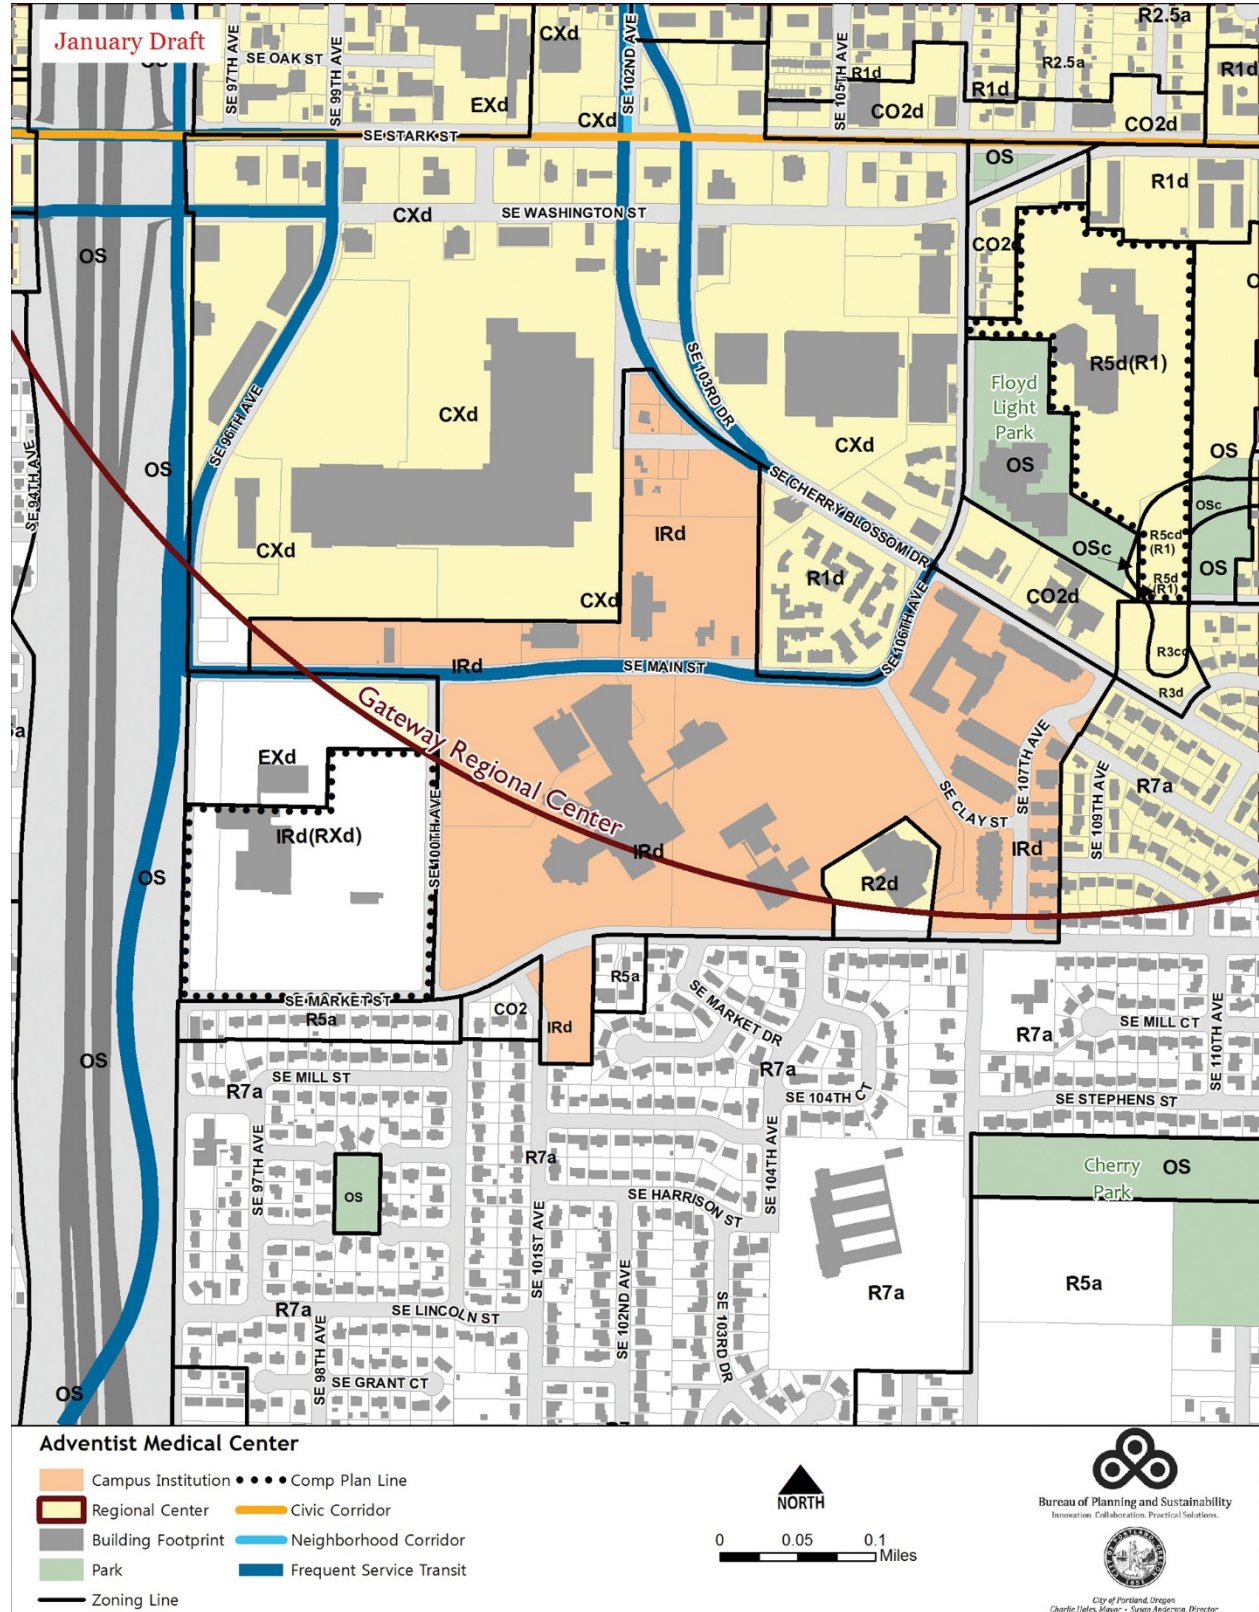 January Draft
SE 97TH AVE
SE OAK ST
SE 99TH AVE
CXd
SE 102ND AVE
EXd
CXd
SE 105TH AVE
R1d
R2.5a
R2.5a
R1d
R1d
CO2d
CO2d
OS
SE STARK ST
OS
R1d
CXd
SE WASHINGTON ST
CO2d
OS
R5d(R1)
SE 103RD DR
Floyd
Light
Park
SE 96TH AVE
CXd
CXd
OS
OS
OS
SE 94TH AVE
SE CHERRY BLOSSOM DR
OSc
IRd
R5cd
(R1)
OSc
CXd
R1d
OS
R5d
(R1)
CXd
CO2d
SE 106TH AVE
IRd
SE MAIN ST
R3cd
R3d
Gateway Regional Center
EXd
SE 107TH AVE
R7a
SE 109TH AVE
SE CLAY ST
IRd(RXd)
SE 100TH AVE
IRd
IRd
R2d
OS
R5a
SE MARKET ST
R5a
CO2
IRd
SE MARKET DR
R7a
SE MILL CT
SE 110TH AVE
OS
SE MILL ST
R7a
R7a
SE 104TH CT
SE STEPHENS ST
SE 97TH AVE
R7a
SE 104TH AVE
Cherry
Park
OS
OS
SE HARRISON ST
SE 101ST AVE
SE 102ND AVE
R7a
R5a
R7a
SE LINCOLN ST
SE 103RD DR
SE 98TH AVE
SE GRANT CT
OS
Adventist Medical Center
Campus Institution
Comp Plan Line
Regional Center
Civic Corridor
Building Footprint
Neighborhood Corridor
Park
Frequent Service Transit
Zoning Line
NORTH
0 0.05 0.1
Miles
Bureau of Planning and Sustainability
Innovation. Collaboration. Practical Solutions.
City of Portland, Oregon
Charlie Hales, Mayor • Susan Anderson, Director